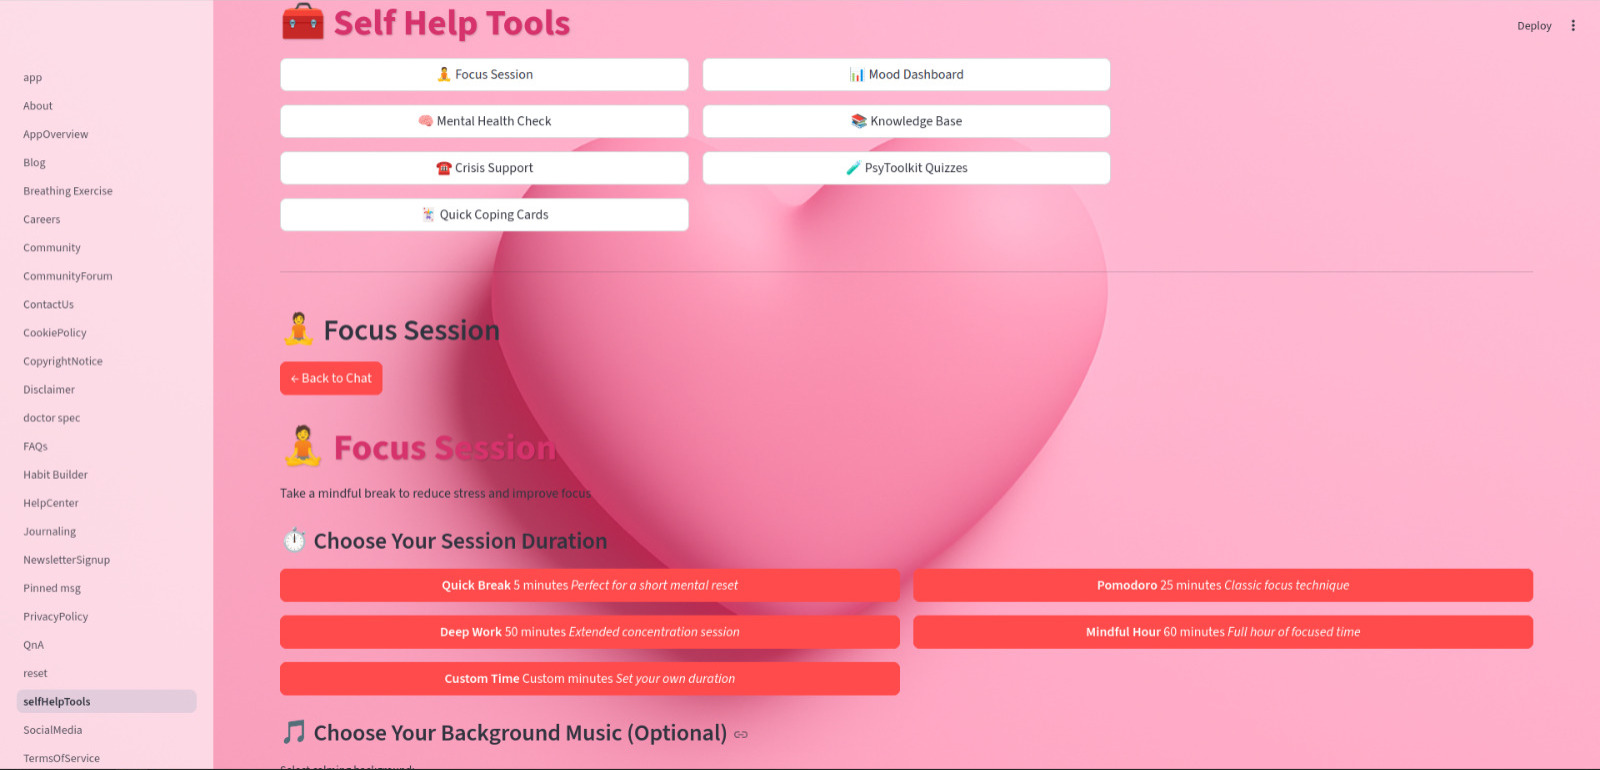 Self Help Tools
Deploy
Focus Session
Mood Dashboard
Mental Health Check
Knowledge Base
Crisis Support
PsyToolkit Quizzes
Quick Coping Cards
app
About
AppOverview
Blog
Breathing Exercise
Careers
Community
CommunityForum
ContactUs
CookiePolicy
CopyrightNotice
Disclaimer
doctor spec
FAQs
Habit Builder
HelpCenter
Journaling
NewsletterSignup
Pinned msg
PrivacyPolicy
QnA
reset
selfHelpTools
SocialMedia
TermsOfService
Focus Session
← Back to Chat
Focus Session
Take a mindful break to reduce stress and improve focus
Choose Your Session Duration
Quick Break 5 minutes Perfect for a short mental reset
Pomodoro 25 minutes Classic focus technique
Deep Work 50 minutes Extended concentration session
Mindful Hour 60 minutes Full hour of focused time
Custom Time Custom minutes Set your own duration
Choose Your Background Music (Optional)